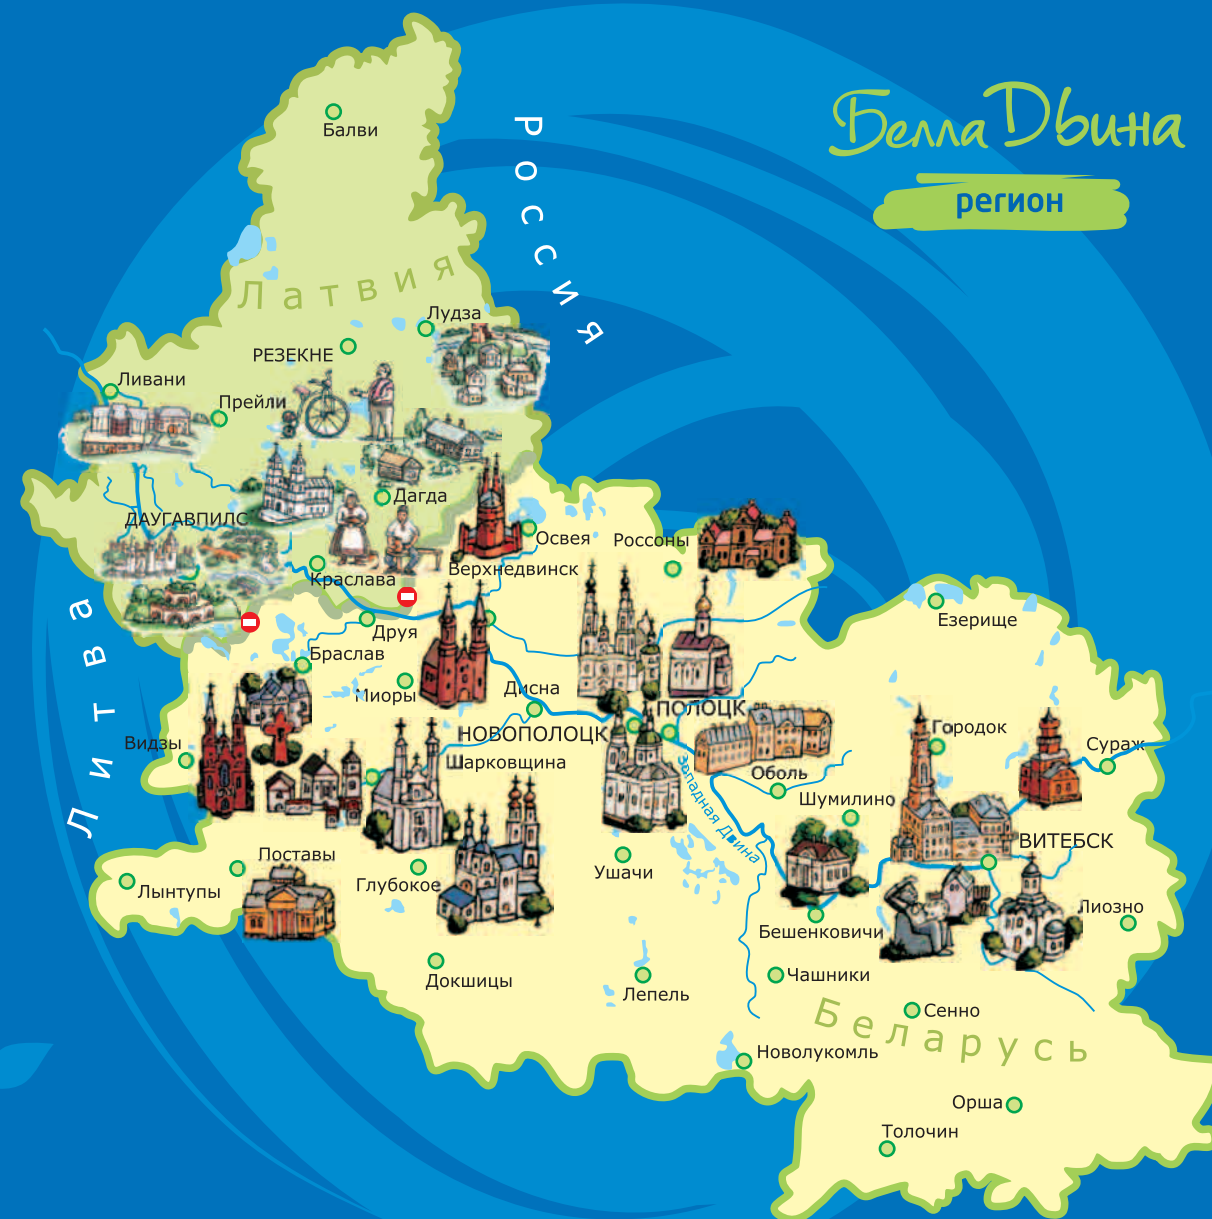 Белла Двина
регион
Россия
Балви
Латвия
Лудза
РЕЗЕКНЕ
Ливани
Прейли
Дагда
ДАУГАВПИЛС
Освея
Россоны
Верхнедвинск
Краслава
Литва
Друя
Езерище
Браслав
Миоры
Дисна
ПОЛОЦК
НОВОПОЛОЦК
Городок
Видзы
Сураж
Шарковщина
Оболь
Западная Двина
Шумилино
ВИТЕБСК
Поставы
Ушачи
Глубокое
Лынтупы
Лиозно
Бешенковичи
Докшицы
Чашники
Лепель
Сенно
Беларусь
Новолукомль
Орша
Толочин